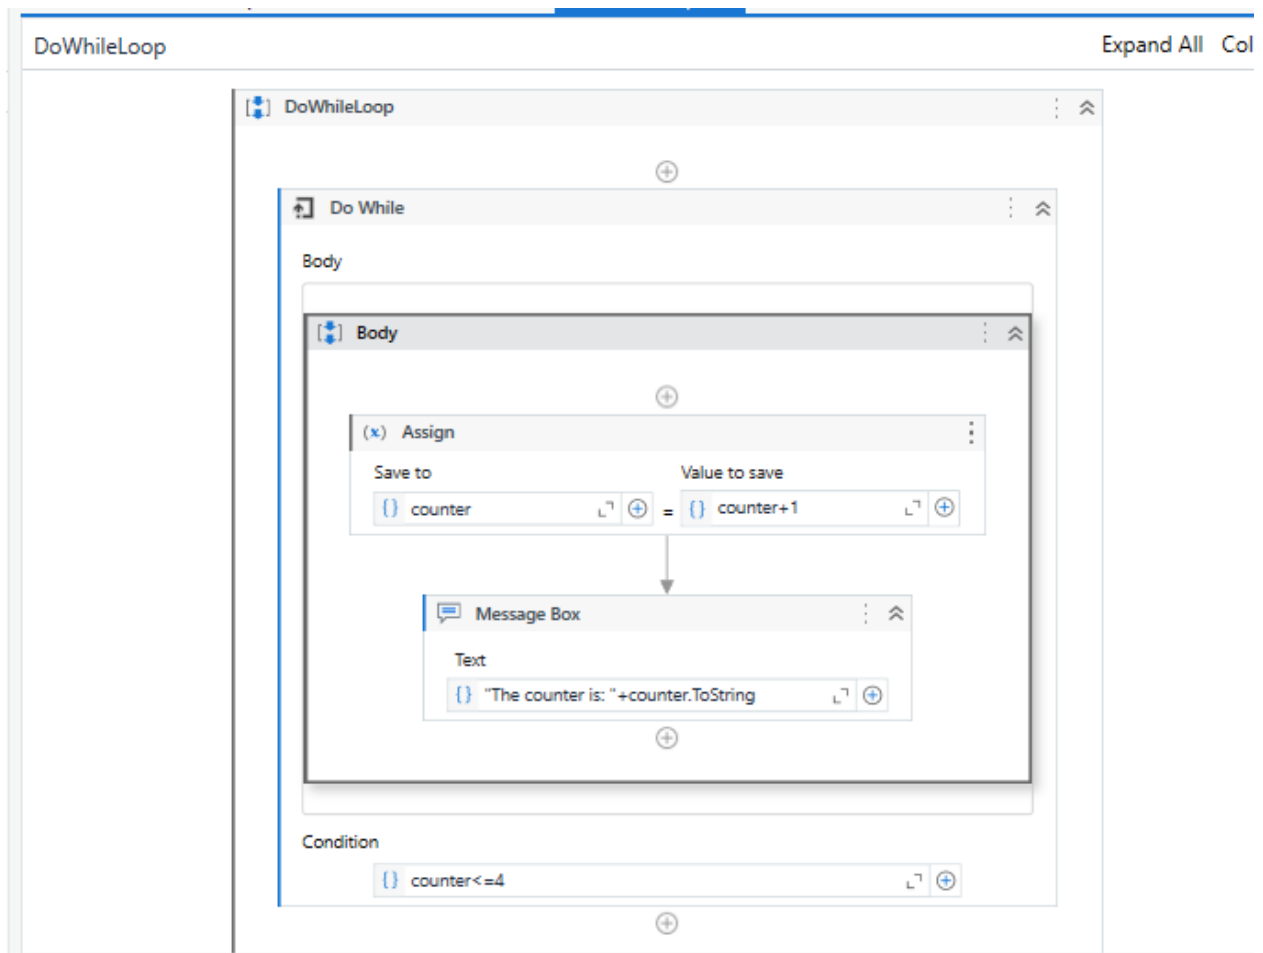 DoWhileLoop
Expand All Col
DoWhileLoop
Do While
Body
Body
Assign
Save to Value to save
counter = counter+1
Message Box
Text
"The counter is: "+counter.ToString
Condition
counter<=4